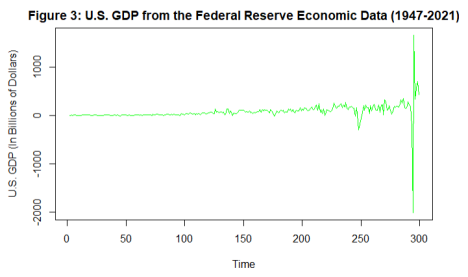 Figure 3: U.S. GDP from the Federal Reserve Economic Data (1947-2021)
U.S. GDP (In Billions of Dollars)
1000
0
-1000
-2000
0 50 100 150 200 250 300
Time